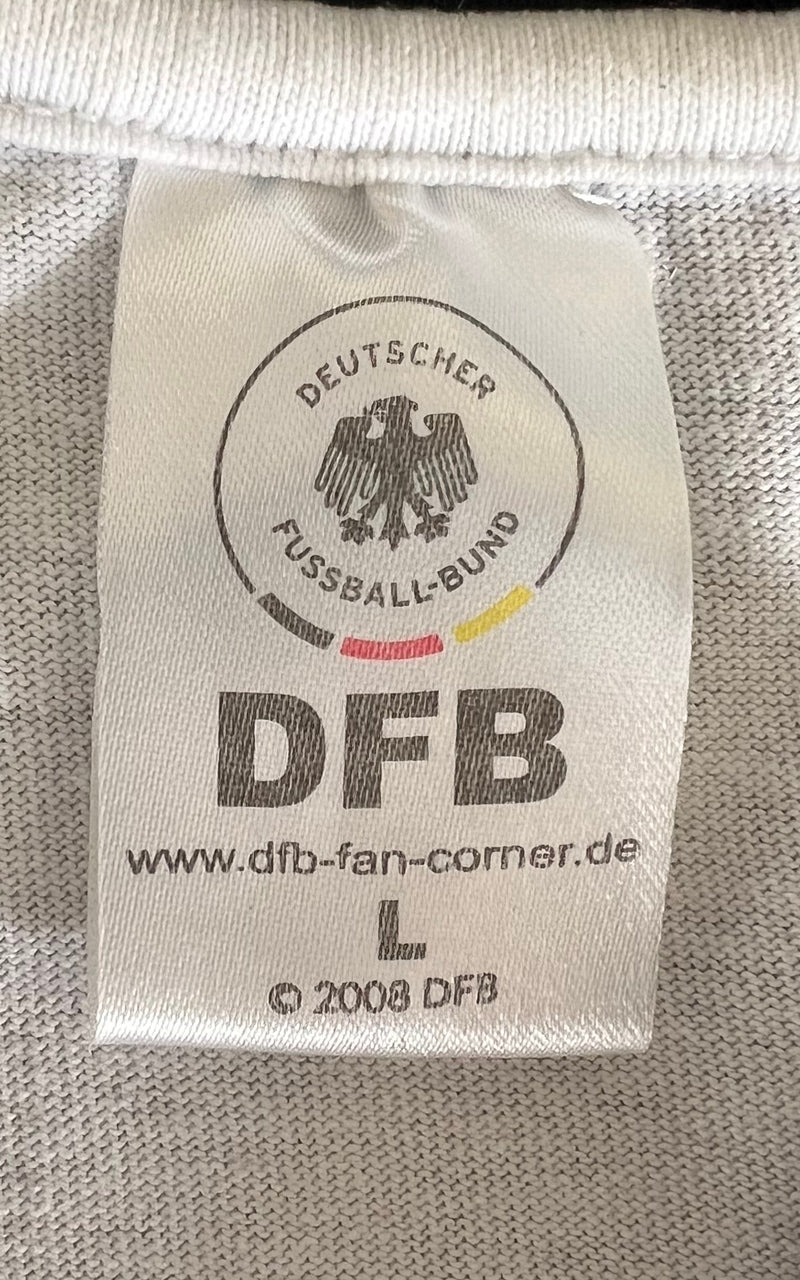 DEUTSCHER
FUSSBALL-BUND
DFB
www.dfb-fan-corner.de
L
© 2008 DFB